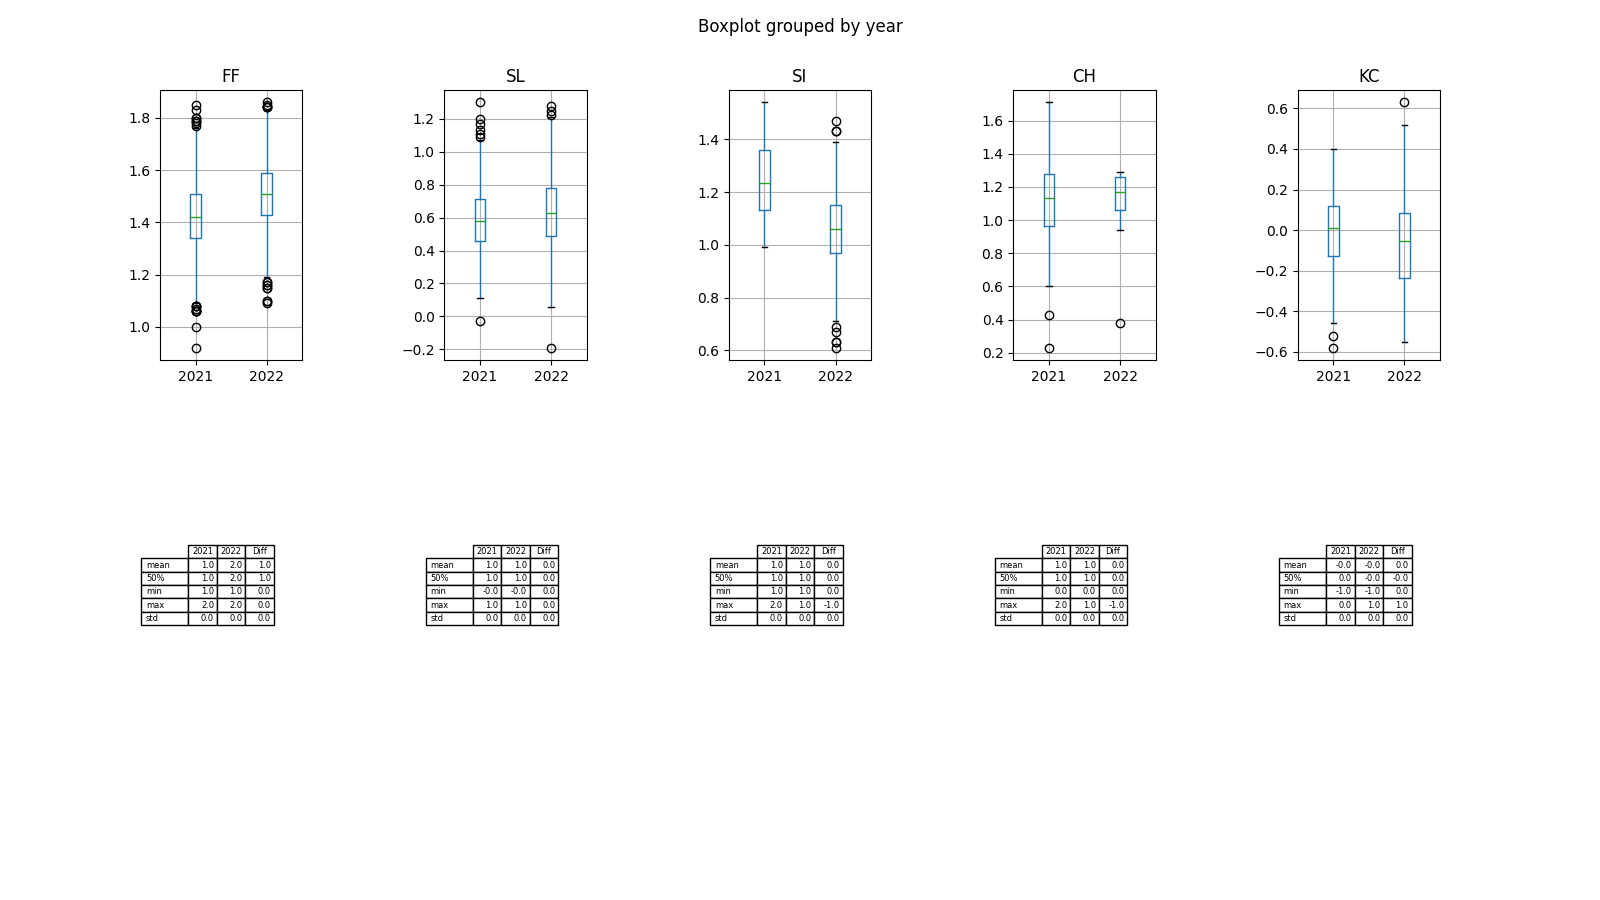 Boxplot grouped by year
FF
1.8
1.6
1.4
1.2
1.0
2021 2022
SL
1.2
1.0
0.8
0.6
0.4
0.2
0.0
−0.2
2021 2022
SI
1.4
1.2
1.0
0.8
0.6
2021 2022
CH
1.6
1.4
1.2
1.0
0.8
0.6
0.4
0.2
2021 2022
KC
0.6
0.4
0.2
0.0
−0.2
−0.4
−0.6
2021 2022
2021 2022 Diff
mean 1.0 2.0 1.0
50% 1.0 2.0 1.0
min 1.0 1.0 0.0
max 2.0 2.0 0.0
std 0.0 0.0 0.0
2021 2022 Diff
mean 1.0 1.0 0.0
50% 1.0 1.0 0.0
min -0.0 -0.0 0.0
max 1.0 1.0 0.0
std 0.0 0.0 0.0
2021 2022 Diff
mean 1.0 1.0 0.0
50% 1.0 1.0 0.0
min 1.0 1.0 0.0
max 2.0 1.0 -1.0
std 0.0 0.0 0.0
2021 2022 Diff
mean 1.0 1.0 0.0
50% 1.0 1.0 0.0
min 0.0 0.0 0.0
max 2.0 1.0 -1.0
std 0.0 0.0 0.0
2021 2022 Diff
mean -0.0 -0.0 0.0
50% 0.0 -0.0 -0.0
min -1.0 -1.0 0.0
max 0.0 1.0 1.0
std 0.0 0.0 0.0